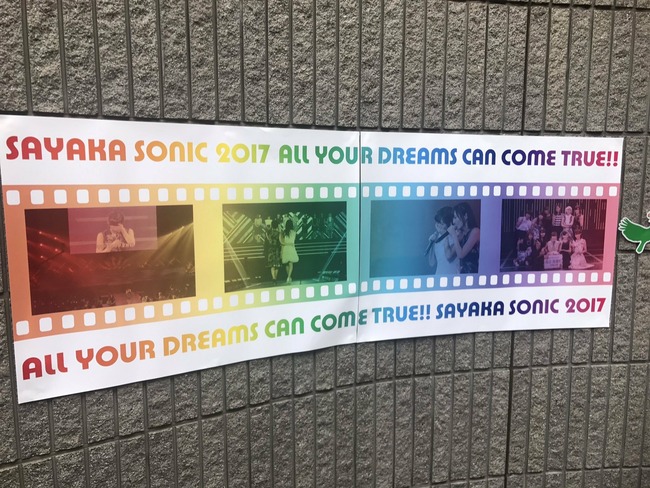 SAYAKA SONIC 2017 ALL YOUR DREAMS CAN COME TRUE!!
ALL YOUR DREAMS CAN COME TRUE!! SAYAKA SONIC 2017